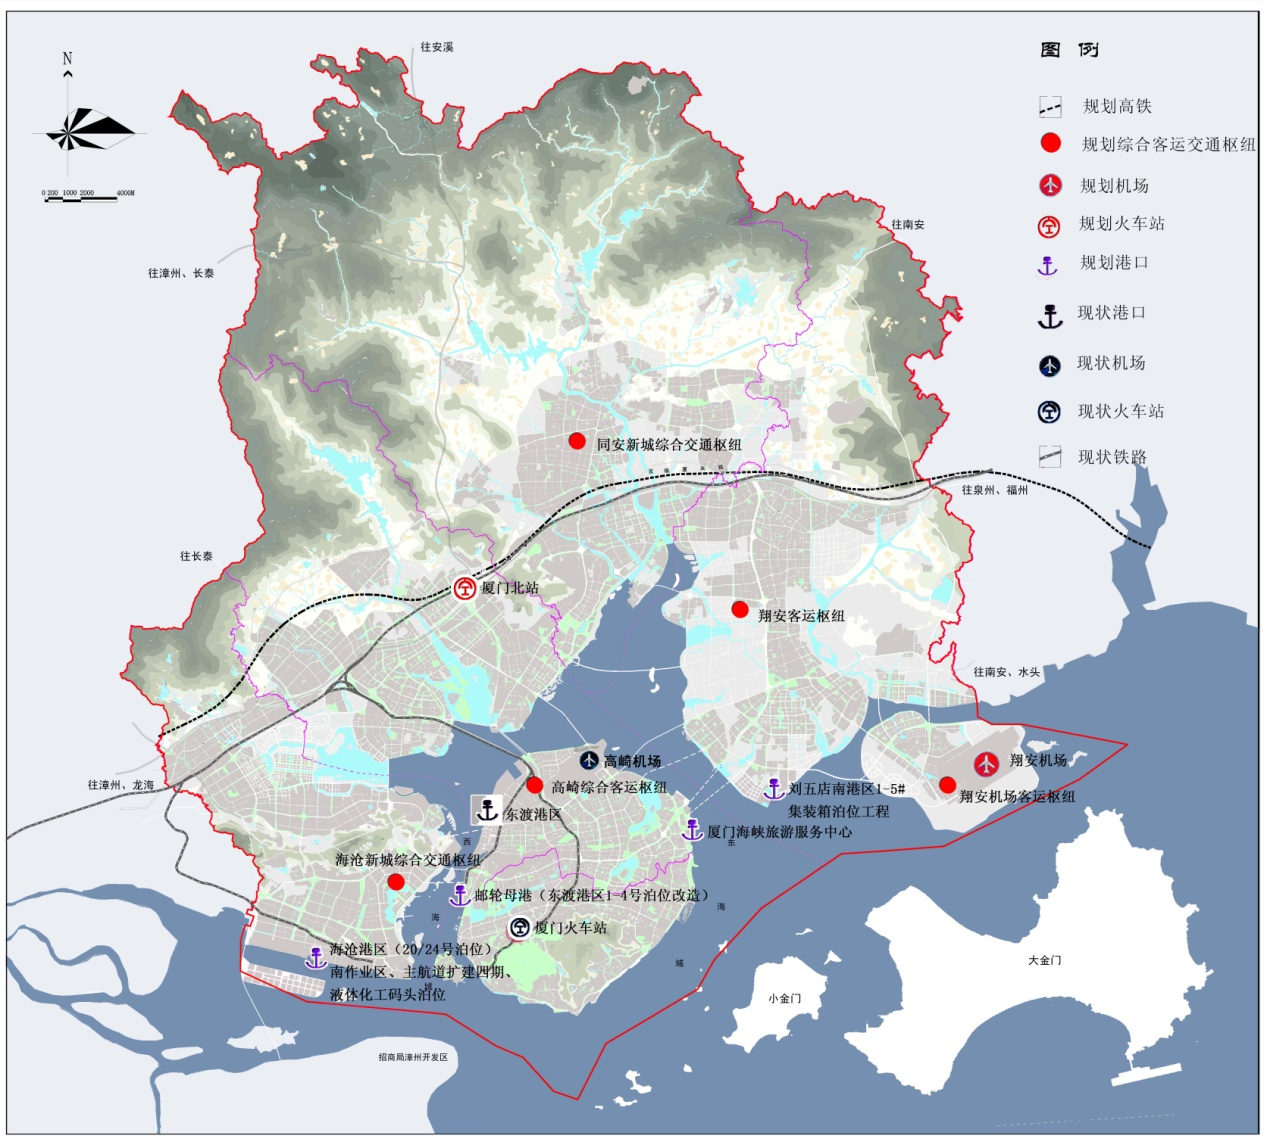 图 例
规划高铁
规划综合客运交通枢纽
规划机场
规划火车站
规划港口
现状港口
现状机场
现状火车站
现状铁路
N
0 200 1000 2000 4000M
往安溪
往南安
往漳州、长泰
同安新城综合交通枢纽
往泉州、福州
往长泰
厦门北站
翔安客运枢纽
往南安、水头
往漳州、龙海
高崎机场
高崎综合客运枢纽
东渡港区
翔安机场
翔安机场客运枢纽
刘五店南港区1-5#
集装箱泊位工程
厦门海峡旅游服务中心
东
海
域
西
海
域
海沧新城综合交通枢纽
邮轮母港（东渡港区1-4号泊位改造）
厦门火车站
海沧港区（20/24号泊位）
南作业区、主航道扩建四期、
液体化工码头泊位
大金门
小金门
招商局漳州开发区